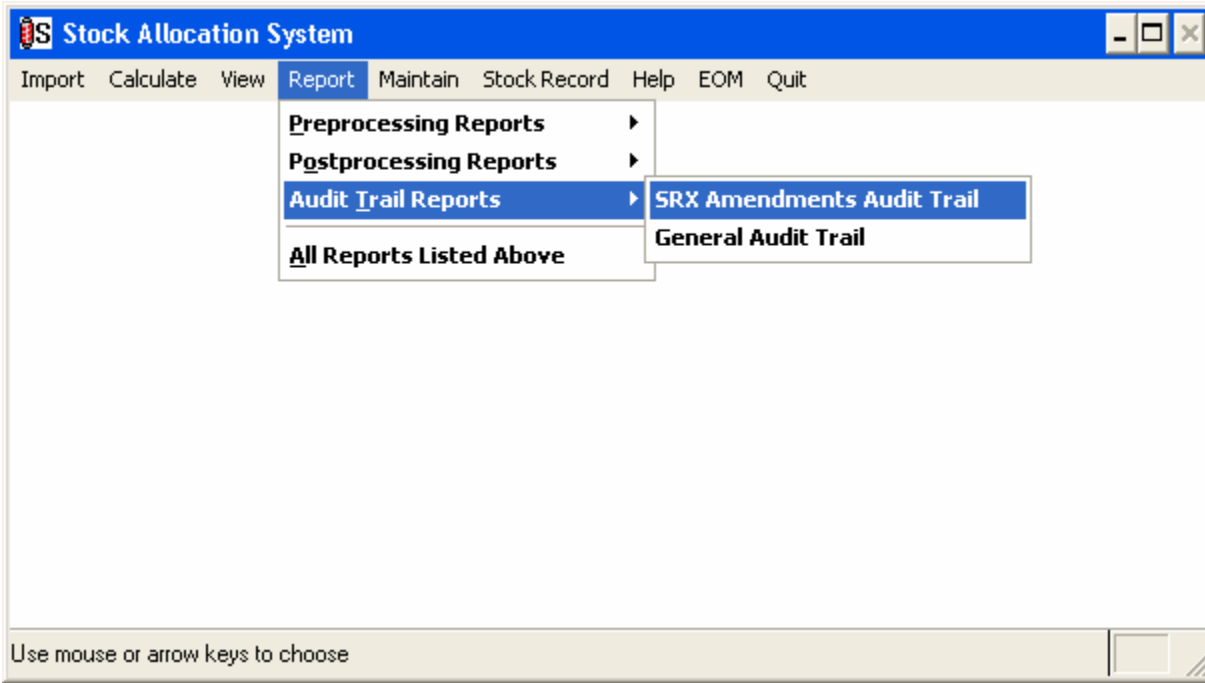 IS Stock Allocation System
Import Calculate View Report Maintain Stock Record Help EOM Quit
Preprocessing Reports
Postprocessing Reports
Audit Trail Reports
SRX Amendments Audit Trail
General Audit Trail
All Reports Listed Above
Use mouse or arrow keys to choose